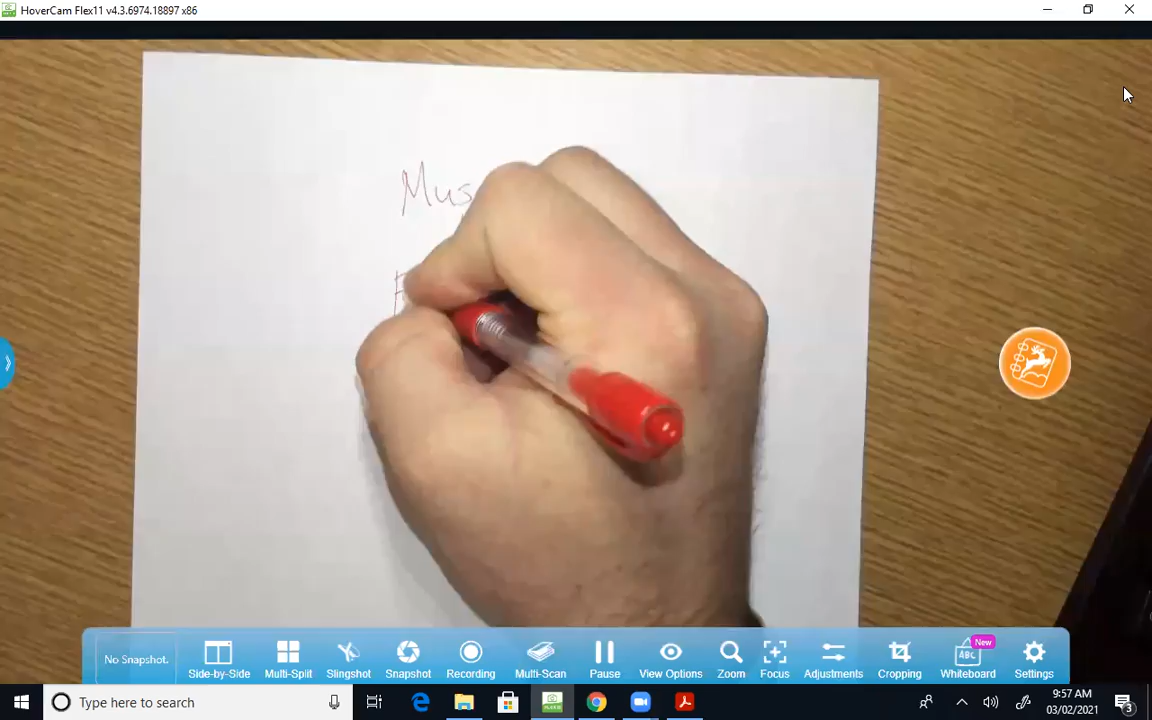 HoverCam Flex11 v4.3.6974.18897 x86
Mus
No Snapshot.
Side-by-Side
Multi-Split
Slingshot
Snapshot
Recording
Multi-Scan
Pause
View Options
Zoom
Focus
Adjustments
Cropping
New
ABC
Whiteboard
Settings
Type here to search
9:57 AM
03/02/2021
3